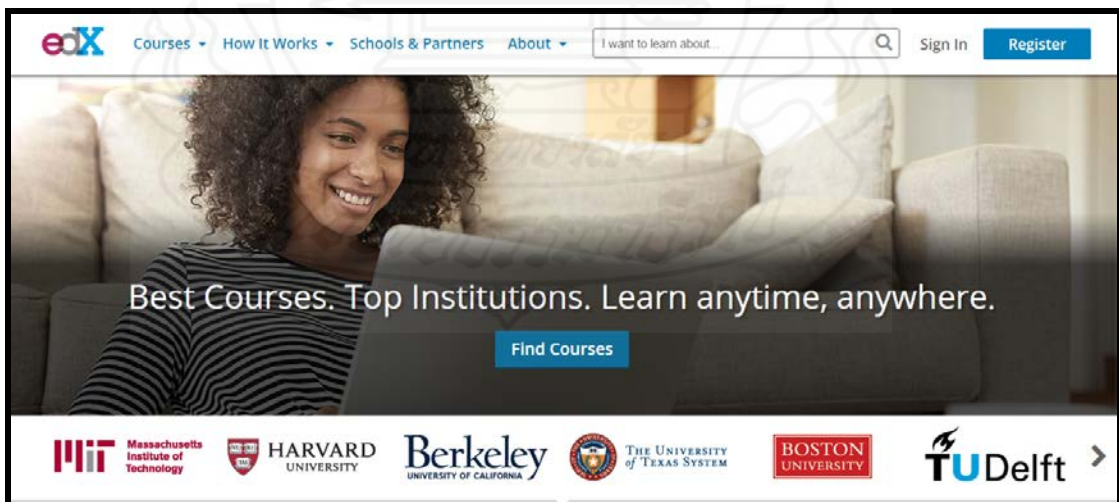 edX Courses How It Works Schools & Partners About I want to learn about... Sign In Register
Best Courses. Top Institutions. Learn anytime, anywhere.
Find Courses
Massachusetts
Institute of
Technology
HARVARD
UNIVERSITY
Berkeley
UNIVERSITY OF CALIFORNIA
THE UNIVERSITY
of TEXAS SYSTEM
BOSTON
UNIVERSITY
TU Delft